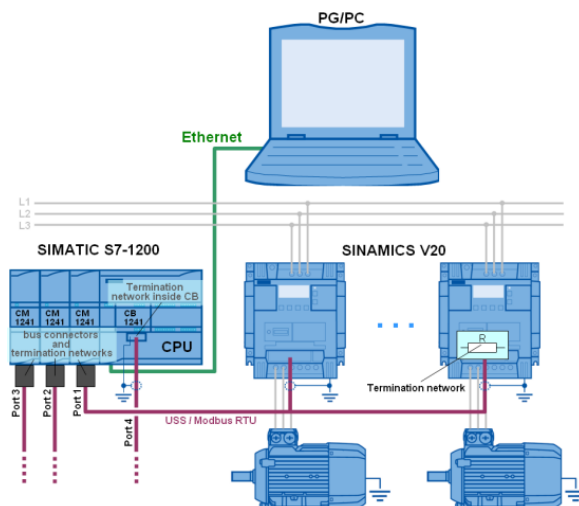 PG/PC
Ethernet
L1
L2
L3
SIMATIC S7-1200
SINAMICS V20
Termination
network inside CB
CM
1241
CM
1241
CM
1241
CB
1241
bus connectors
and
termination networks
CPU
R
Termination network
Port 3
Port 2
Port 1
Port 4
USS / Modbus RTU